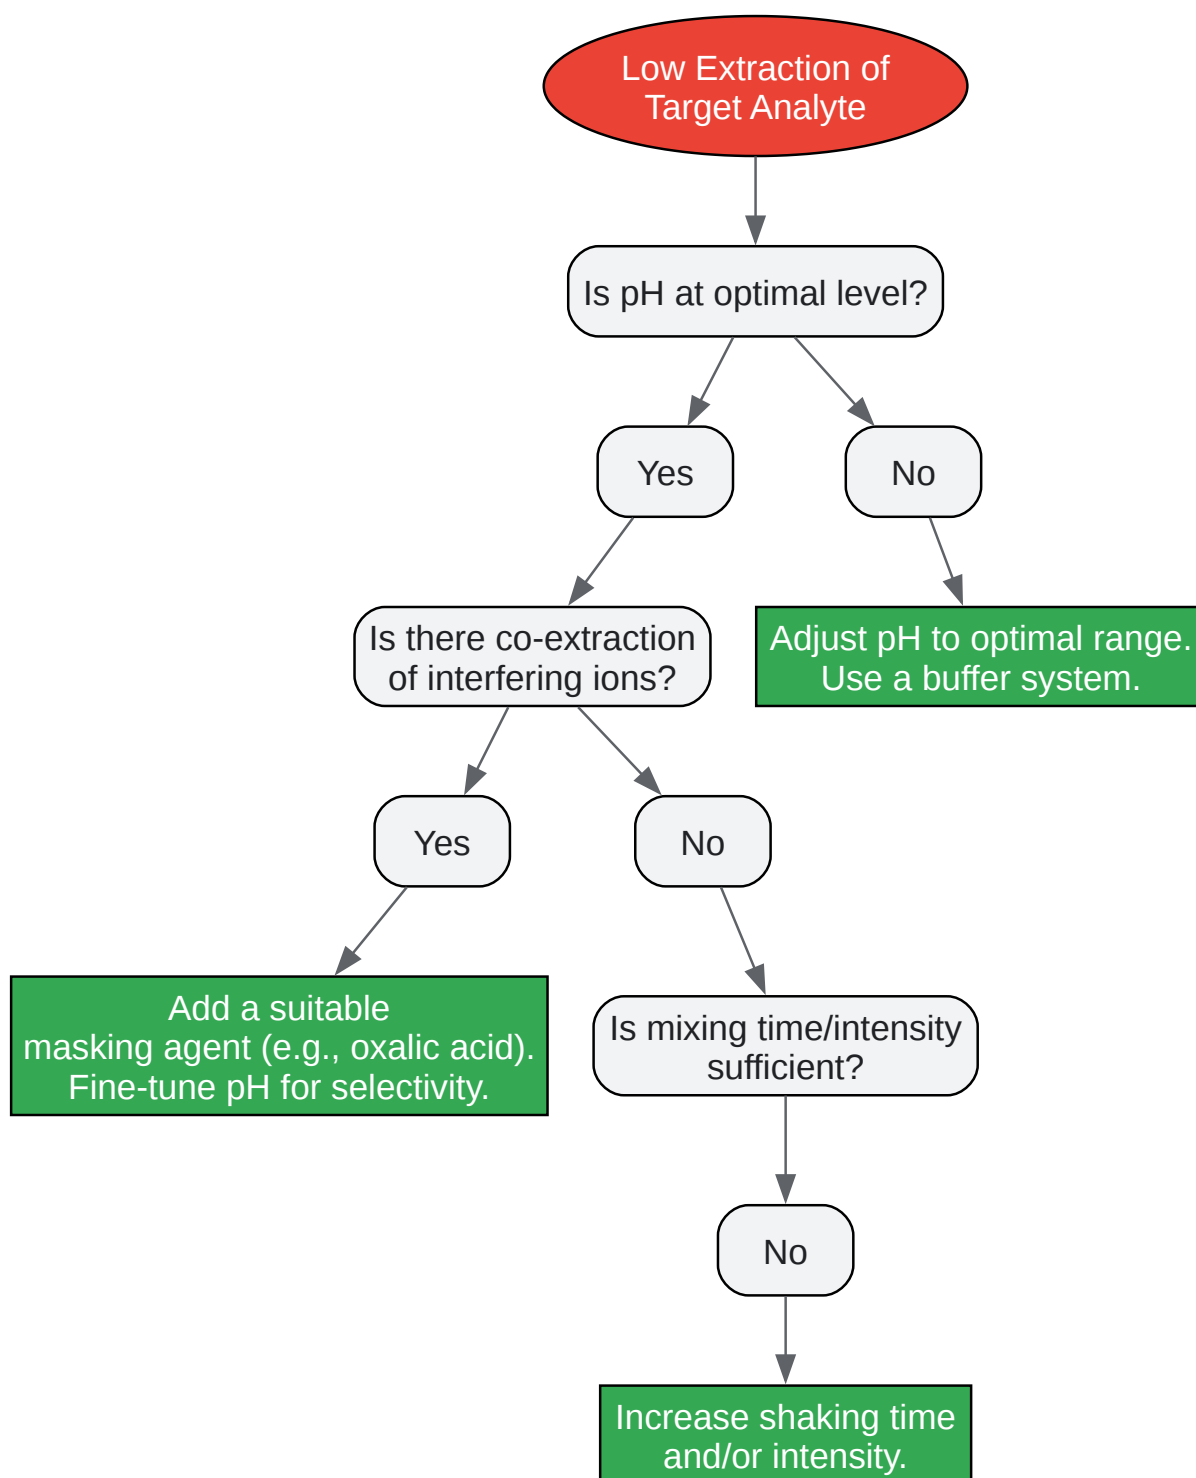 Low Extraction of
Target Analyte
Is pH at optimal level?
Yes
No
Is there co-extraction
of interfering ions?
Adjust pH to optimal range.
Use a buffer system.
Yes
No
Add a suitable
masking agent (e.g., oxalic acid).
Fine-tune pH for selectivity.
Is mixing time/intensity
sufficient?
No
Increase shaking time
and/or intensity.